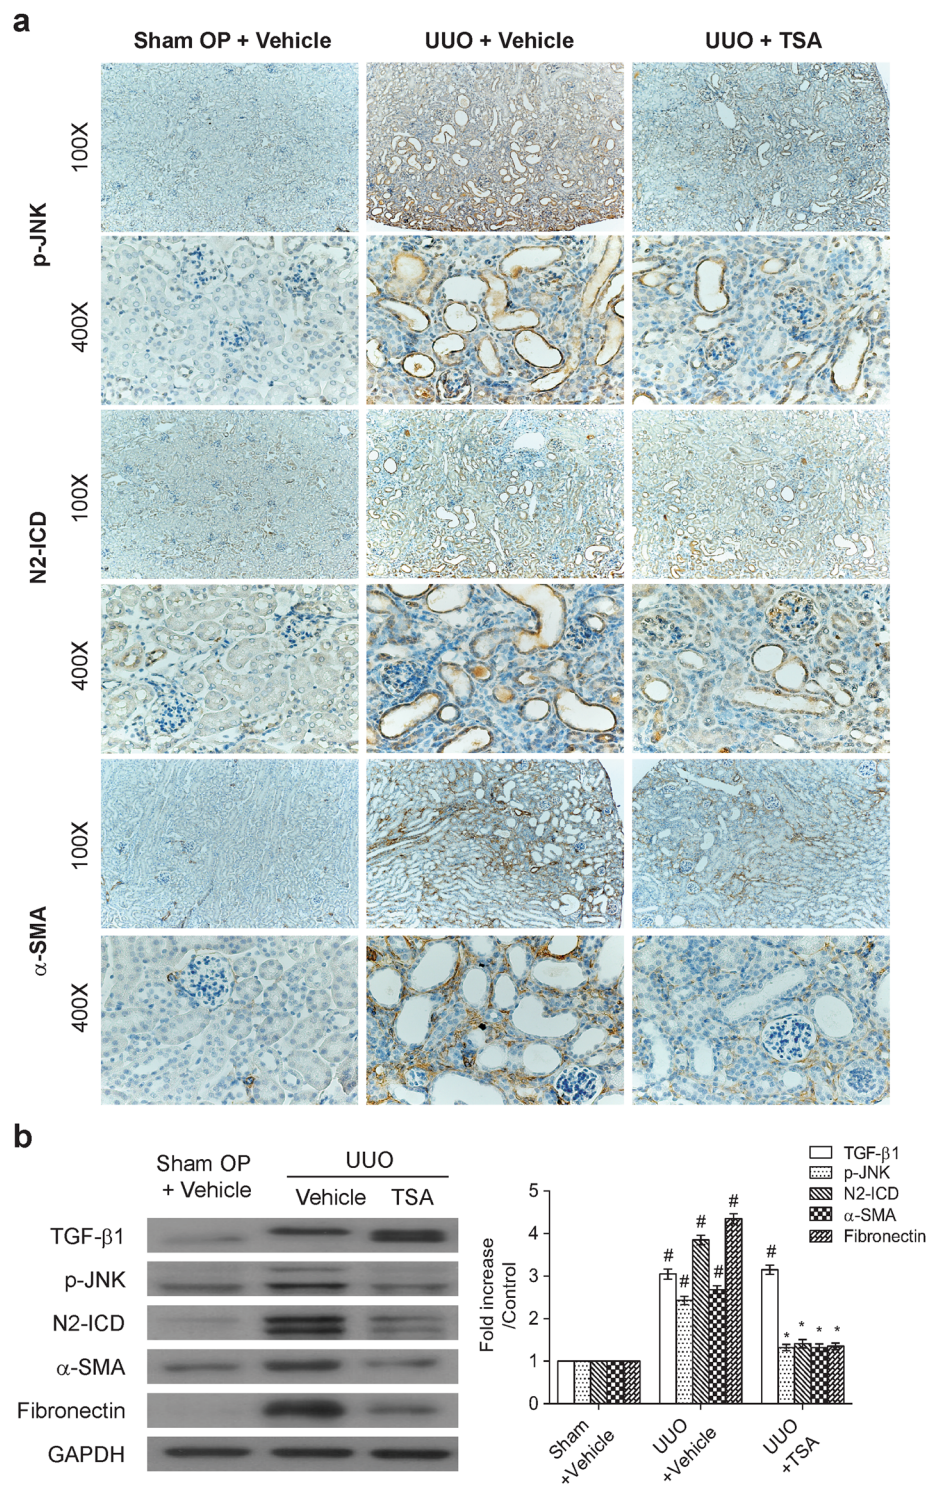 a
Sham OP + Vehicle
UUO + Vehicle
UUO + TSA
p-JNK
100X
400X
N2-ICD
100X
400X
α-SMA
100X
400X
b
Sham OP
+ Vehicle
UUO
Vehicle
TSA
TGF-β1
p-JNK
N2-ICD
α-SMA
Fibronectin
GAPDH
TGF-β1
p-JNK
N2-ICD
α-SMA
Fibronectin
Fold increase
/Control
5
4
3
2
1
0
# # # # #
# * * * *
Sham
+Vehicle
UUO
+Vehicle
UUO
+TSA